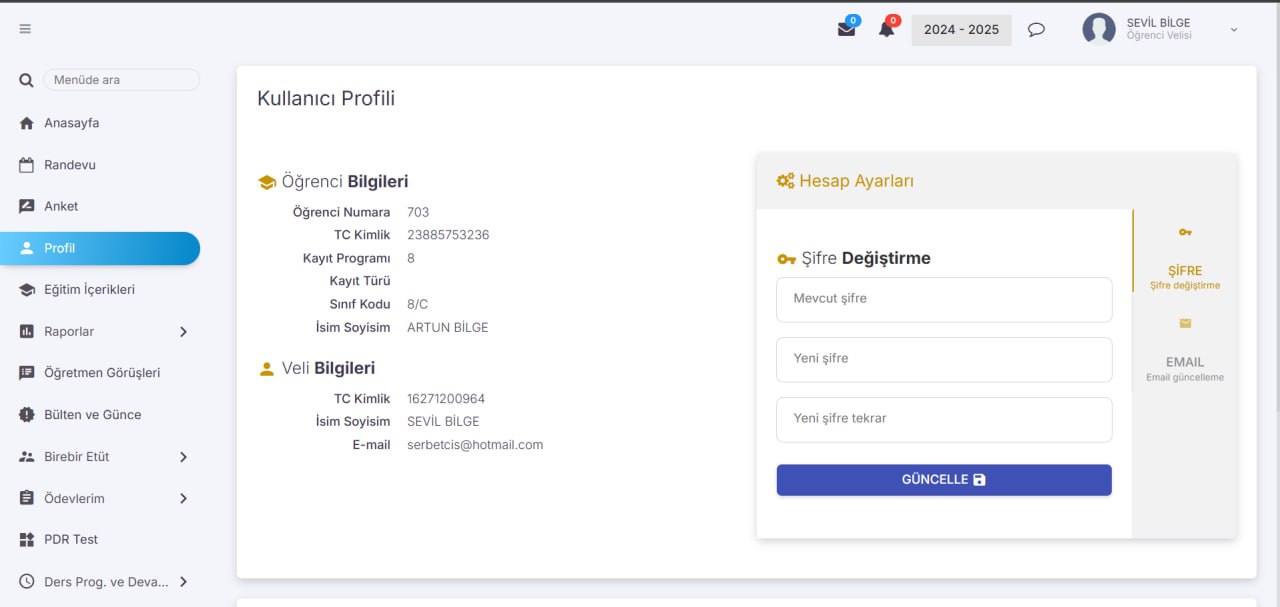 0
0
2024 - 2025
SEVİL BİLGE
Öğrenci Velisi
Menüde ara
Anasayfa
Randevu
Anket
Profil
Eğitim İçerikleri
Raporlar
Öğretmen Görüşleri
Bülten ve Günce
Birebir Etüt
Ödevlerim
PDR Test
Ders Prog. ve Deva...
Kullanıcı Profili
Öğrenci Bilgileri
Öğrenci Numara 703
TC Kimlik 23885753236
Kayıt Programı 8
Kayıt Türü
Sınıf Kodu 8/C
İsim Soyisim ARTUN BİLGE
Veli Bilgileri
TC Kimlik 16271200964
İsim Soyisim SEVİL BİLGE
E-mail serbetcis@hotmail.com
Hesap Ayarları
Şifre Değiştirme
Mevcut şifre
Yeni şifre
Yeni şifre tekrar
GÜNCELLE
ŞİFRE
Şifre değiştirme
EMAIL
Email güncelleme